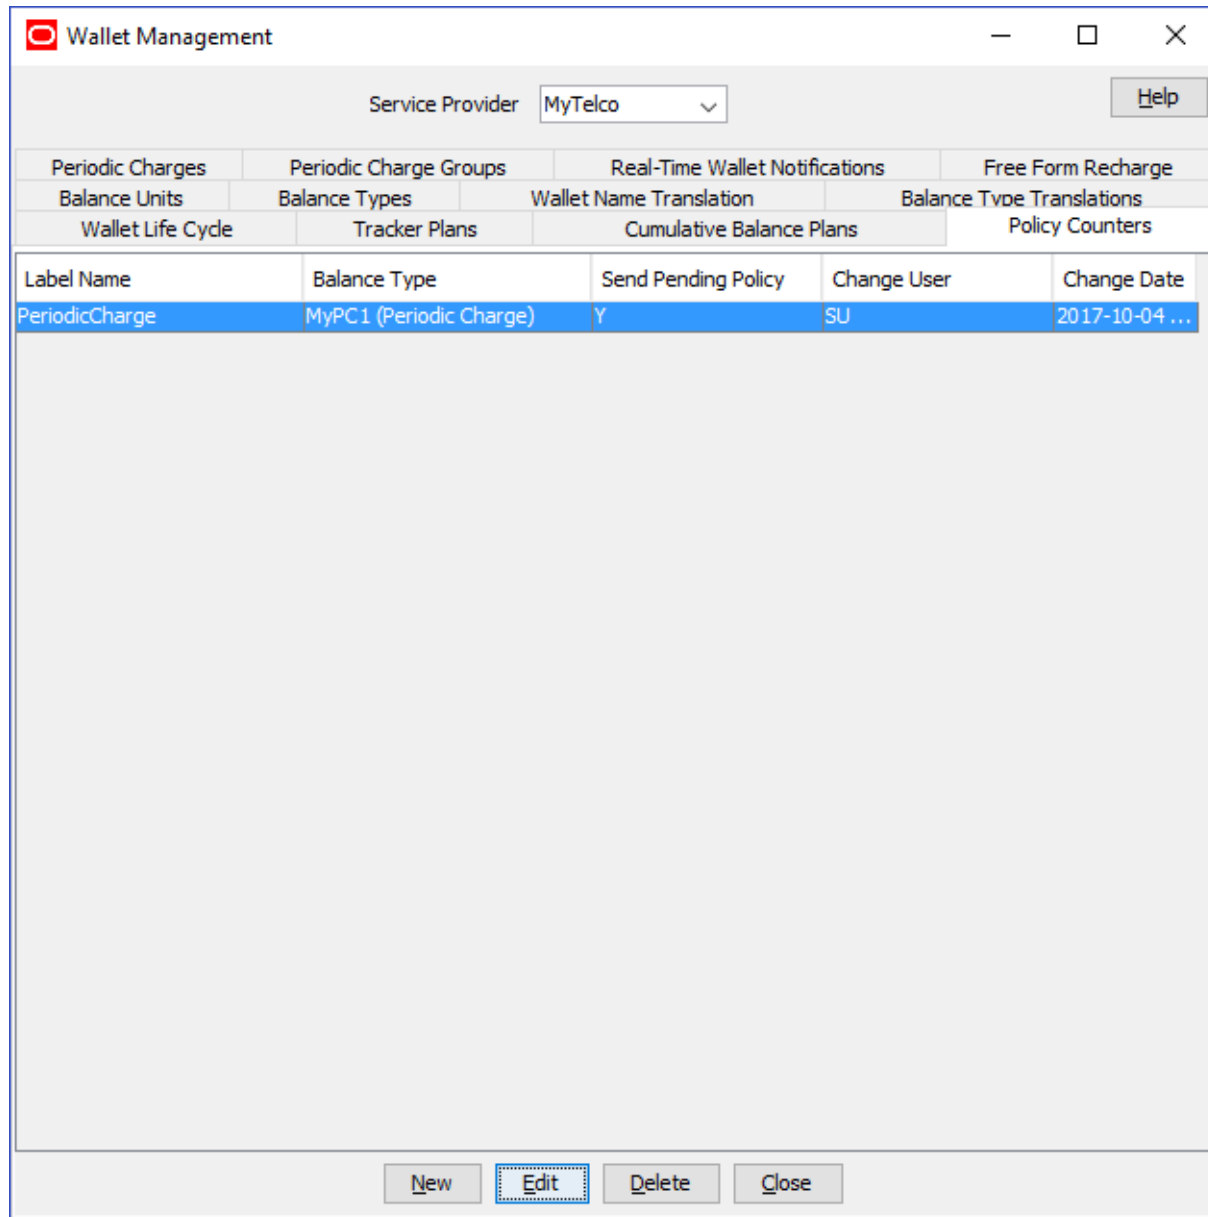 Wallet Management
Service Provider MyTelco Help
Periodic Charges Periodic Charge Groups Real-Time Wallet Notifications Free Form Recharge
Balance Units Balance Types Wallet Name Translation Balance Type Translations
Wallet Life Cycle Tracker Plans Cumulative Balance Plans Policy Counters
Label Name Balance Type Send Pending Policy Change User Change Date
PeriodicCharge MyPC1 (Periodic Charge) Y SU 2017-10-04 ...
New Edit Delete Close